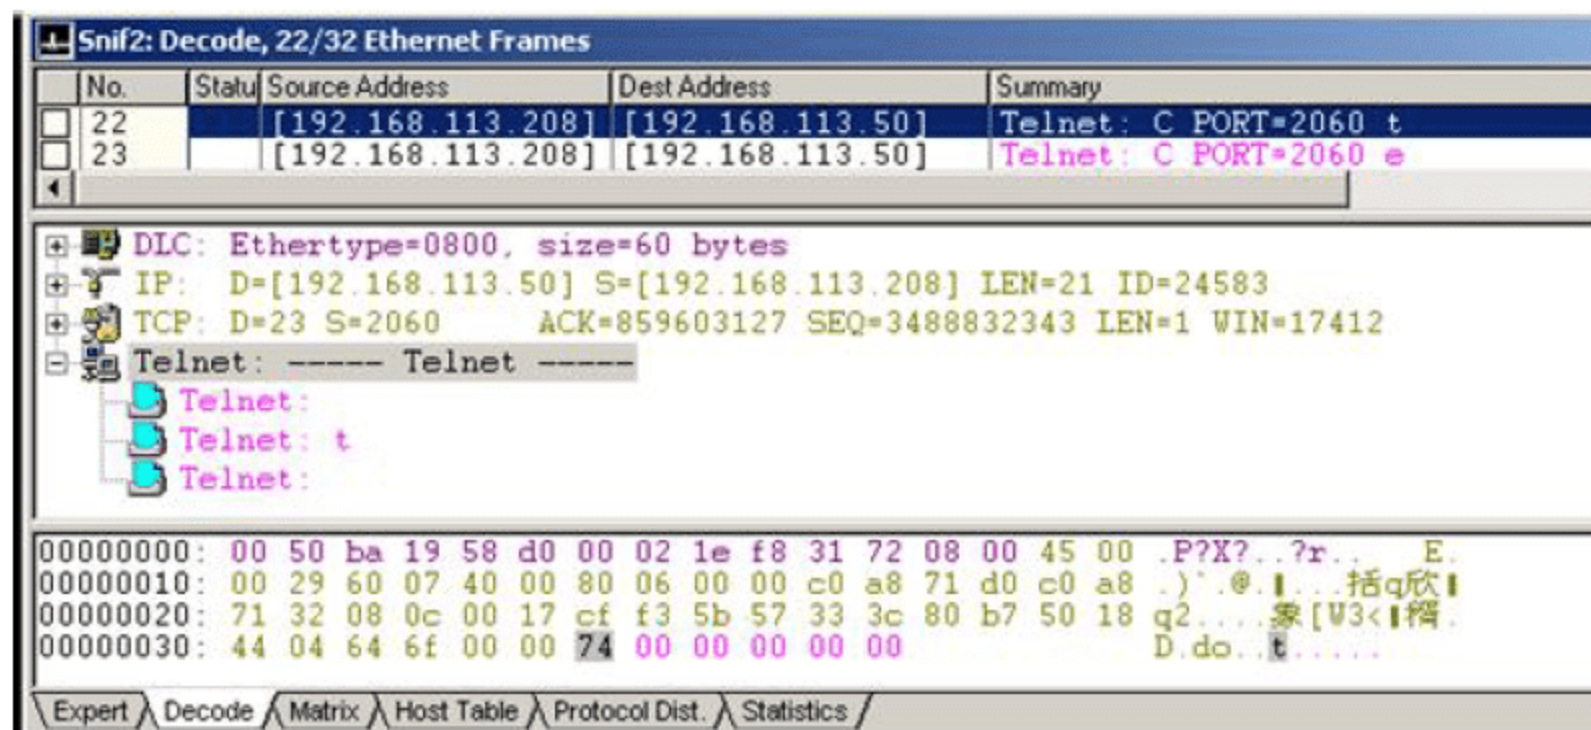 Snif2: Decode, 22/32 Ethernet Frames
No. Statu Source Address Dest Address Summary
22 [192.168.113.208] [192.168.113.50] Telnet: C PORT=2060 t
23 [192.168.113.208] [192.168.113.50] Telnet: C PORT=2060 e
DLC: Ethertype=0800, size=60 bytes
IP: D=[192.168.113.50] S=[192.168.113.208] LEN=21 ID=24583
TCP: D=23 S=2060 ACK=859603127 SEQ=3488832343 LEN=1 WIN=17412
Telnet: ----- Telnet -----
Telnet:
Telnet: t
Telnet:
00000000: 00 50 ba 19 58 d0 00 02 1e f8 31 72 08 00 45 00 .P?X?..?r.. E.
00000010: 00 29 60 07 40 00 80 06 00 00 c0 a8 71 d0 c0 a8 .)`.@.▮...括q欣▮
00000020: 71 32 08 0c 00 17 cf f3 5b 57 33 3c 80 b7 50 18 q2....象[W3<▮
00000030: 44 04 64 6f 00 00 74 00 00 00 00 00 D.do..t.....
Expert Decode Matrix Host Table Protocol Dist. Statistics